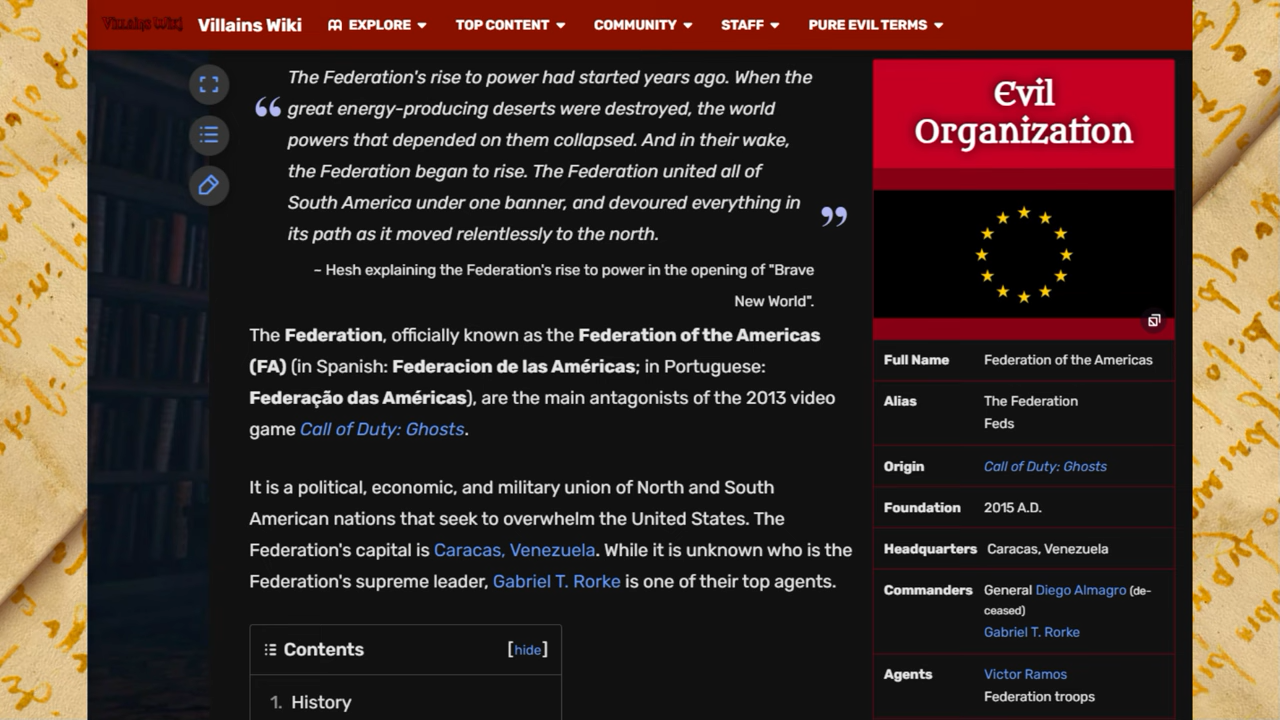 Villains Wiki
Villains Wiki
EXPLORE
TOP CONTENT
COMMUNITY
STAFF
PURE EVIL TERMS
“
The Federation's rise to power had started years ago. When the
great energy-producing deserts were destroyed, the world
powers that depended on them collapsed. And in their wake,
the Federation began to rise. The Federation united all of
South America under one banner, and devoured everything in
its path as it moved relentlessly to the north.
”
~ Hesh explaining the Federation's rise to power in the opening of "Brave
New World".
The Federation, officially known as the Federation of the Americas
(FA) (in Spanish: Federacion de las Américas; in Portuguese:
Federação das Américas), are the main antagonists of the 2013 video
game Call of Duty: Ghosts.
It is a political, economic, and military union of North and South
American nations that seek to overwhelm the United States. The
Federation's capital is Caracas, Venezuela. While it is unknown who is the
Federation's supreme leader, Gabriel T. Rorke is one of their top agents.
Contents [hide]
1. History
Evil
Organization
Full Name Federation of the Americas
Alias The Federation
Feds
Origin Call of Duty: Ghosts
Foundation 2015 A.D.
Headquarters Caracas, Venezuela
Commanders General Diego Almagro (de-
ceased)
Gabriel T. Rorke
Agents Victor Ramos
Federation troops